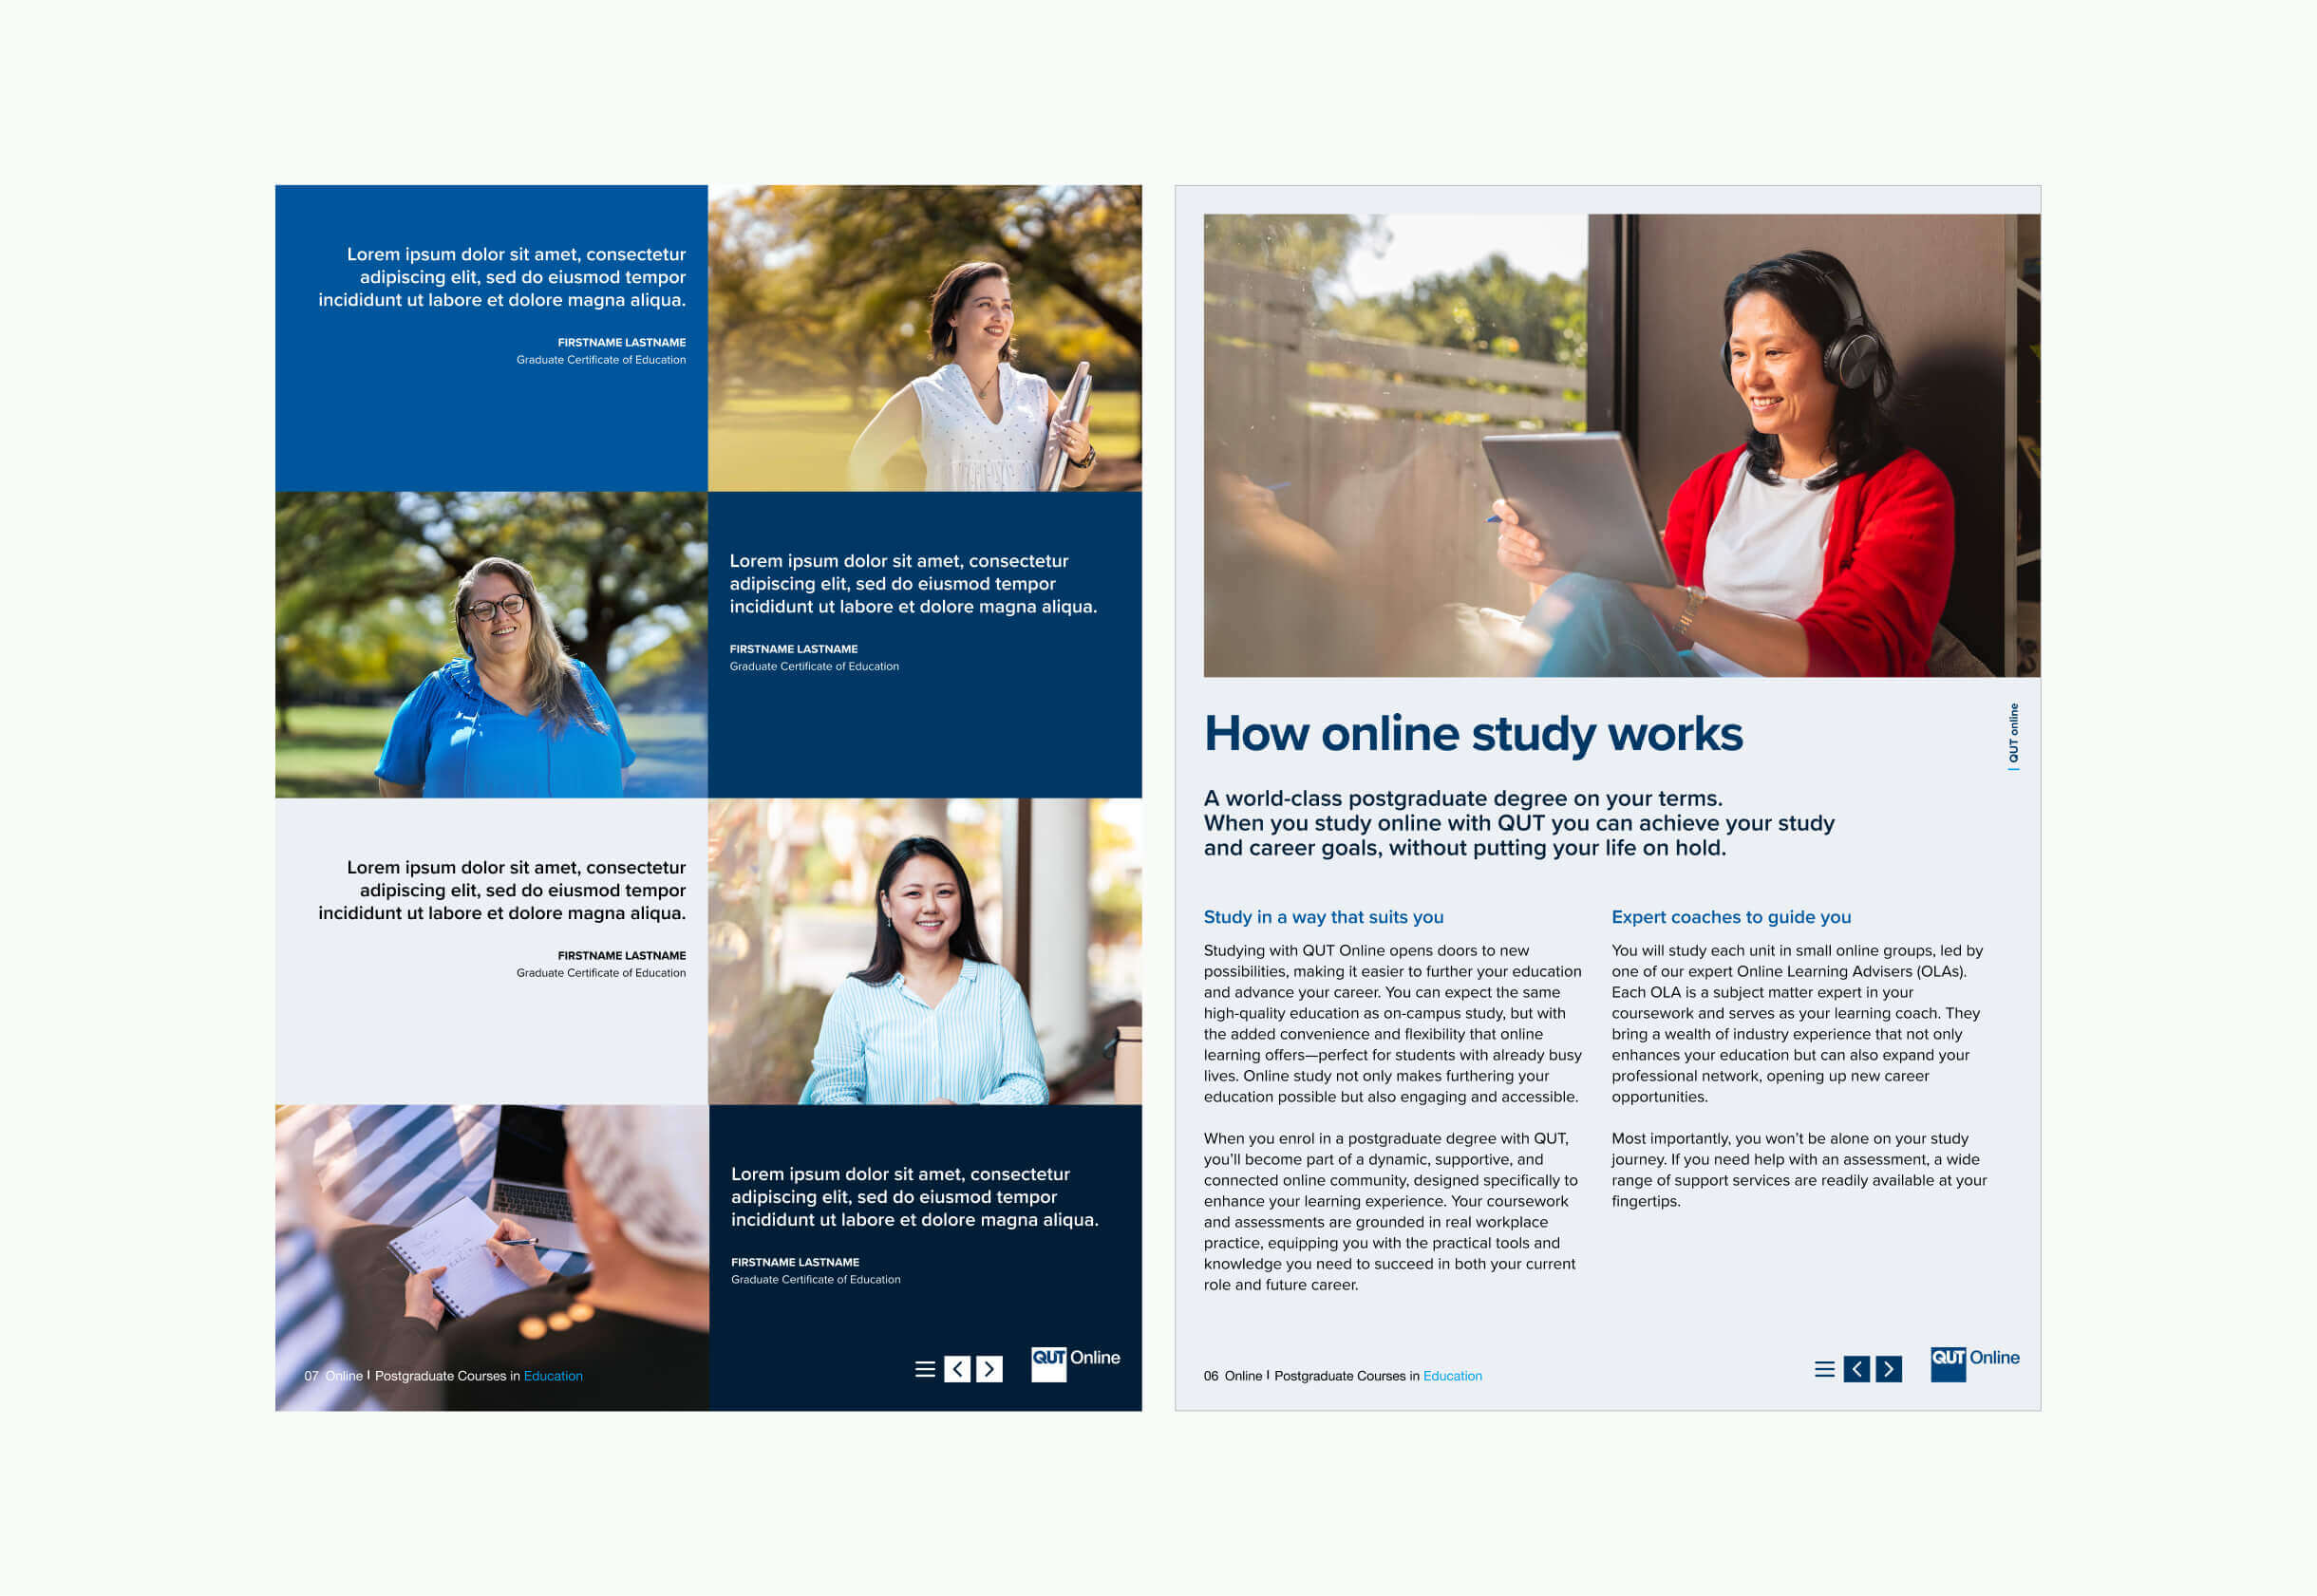 Lorem ipsum dolor sit amet, consectetur
adipiscing elit, sed do eiusmod tempor
incididunt ut labore et dolore magna aliqua.
FIRSTNAME LASTNAME
Graduate Certificate of Education
Lorem ipsum dolor sit amet, consectetur
adipiscing elit, sed do eiusmod tempor
incididunt ut labore et dolore magna aliqua.
FIRSTNAME LASTNAME
Graduate Certificate of Education
Lorem ipsum dolor sit amet, consectetur
adipiscing elit, sed do eiusmod tempor
incididunt ut labore et dolore magna aliqua.
FIRSTNAME LASTNAME
Graduate Certificate of Education
Lorem ipsum dolor sit amet, consectetur
adipiscing elit, sed do eiusmod tempor
incididunt ut labore et dolore magna aliqua.
FIRSTNAME LASTNAME
Graduate Certificate of Education
07 Online | Postgraduate Courses in Education
QUT Online
How online study works
| QUT online
A world-class postgraduate degree on your terms.
When you study online with QUT you can achieve your study
and career goals, without putting your life on hold.
Study in a way that suits you
Studying with QUT Online opens doors to new
possibilities, making it easier to further your education
and advance your career. You can expect the same
high-quality education as on-campus study, but with
the added convenience and flexibility that online
learning offers—perfect for students with already busy
lives. Online study not only makes furthering your
education possible but also engaging and accessible.
When you enrol in a postgraduate degree with QUT,
you’ll become part of a dynamic, supportive, and
connected online community, designed specifically to
enhance your learning experience. Your coursework
and assessments are grounded in real workplace
practice, equipping you with the practical tools and
knowledge you need to succeed in both your current
role and future career.
Expert coaches to guide you
You will study each unit in small online groups, led by
one of our expert Online Learning Advisers (OLAs).
Each OLA is a subject matter expert in your
coursework and serves as your learning coach. They
bring a wealth of industry experience that not only
enhances your education but can also expand your
professional network, opening up new career
opportunities.
Most importantly, you won’t be alone on your study
journey. If you need help with an assessment, a wide
range of support services are readily available at your
fingertips.
06 Online | Postgraduate Courses in Education
QUT Online